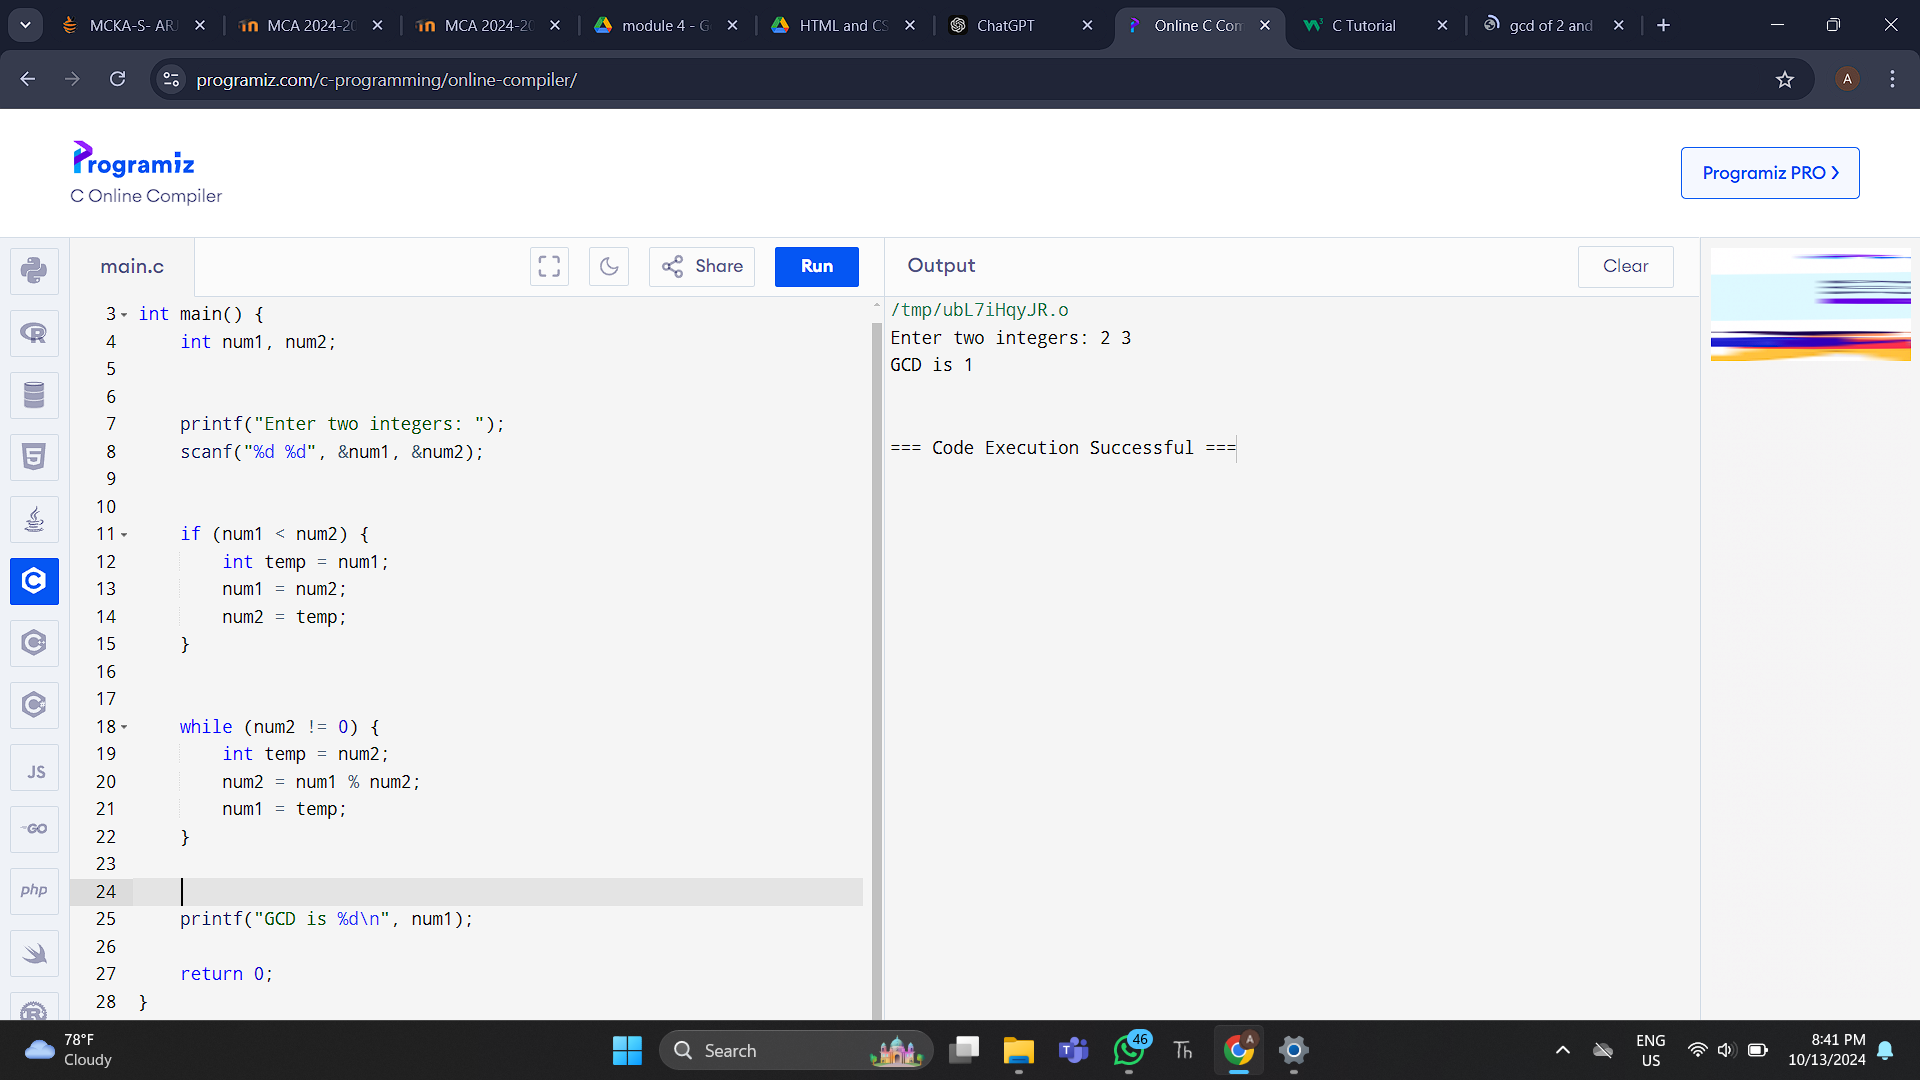 MCKA-S- AR
MCA 2024-20
MCA 2024-20
module 4 - G
HTML and CS
ChatGPT
Online C Com
C Tutorial
gcd of 2 and
programiz.com/c-programming/online-compiler/
A
Programiz
C Online Compiler
Programiz PRO
main.c
Share
Run
Output
Clear
3 int main() {
4 int num1, num2;
5
6
7 printf("Enter two integers: ");
8 scanf("%d %d", &num1, &num2);
9
10
11 if (num1 < num2) {
12 int temp = num1;
13 num1 = num2;
14 num2 = temp;
15 }
16
17
18 while (num2 != 0) {
19 int temp = num2;
20 num2 = num1 % num2;
21 num1 = temp;
22 }
23
24
25 printf("GCD is %d\n", num1);
26
27 return 0;
28 }
/tmp/ubL7iHqyJR.o
Enter two integers: 2 3
GCD is 1
=== Code Execution Successful ===
JS
GO
php
78°F
Cloudy
Search
46
Th
A
ENG
US
8:41 PM
10/13/2024